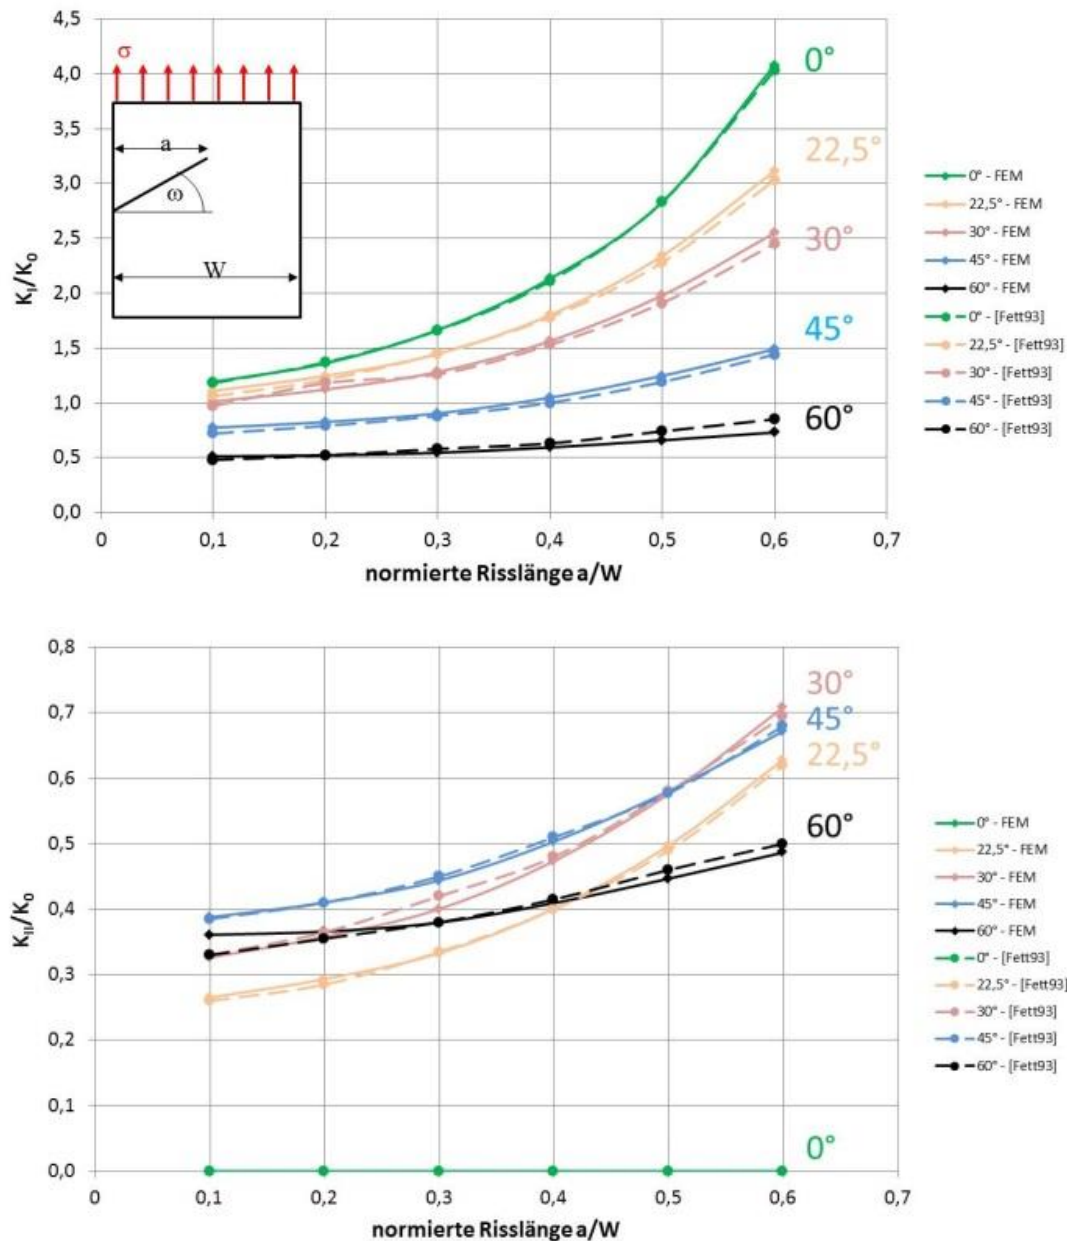 4,5
4,0
3,5
3,0
2,5
2,0
1,5
1,0
0,5
0,0
K_I/K_0
σ
a
ω
W
0°
22,5°
30°
45°
60°
0 0,1 0,2 0,3 0,4 0,5 0,6 0,7
normierte Risslänge a/W
0° - FEM
22,5° - FEM
30° - FEM
45° - FEM
60° - FEM
0° - [Fett93]
22,5° - [Fett93]
30° - [Fett93]
45° - [Fett93]
60° - [Fett93]
0,8
0,7
0,6
0,5
0,4
0,3
0,2
0,1
0,0
K_II/K_0
30°
45°
22,5°
60°
0°
0 0,1 0,2 0,3 0,4 0,5 0,6 0,7
normierte Risslänge a/W
0° - FEM
22,5° - FEM
30° - FEM
45° - FEM
60° - FEM
0° - [Fett93]
22,5° - [Fett93]
30° - [Fett93]
45° - [Fett93]
60° - [Fett93]